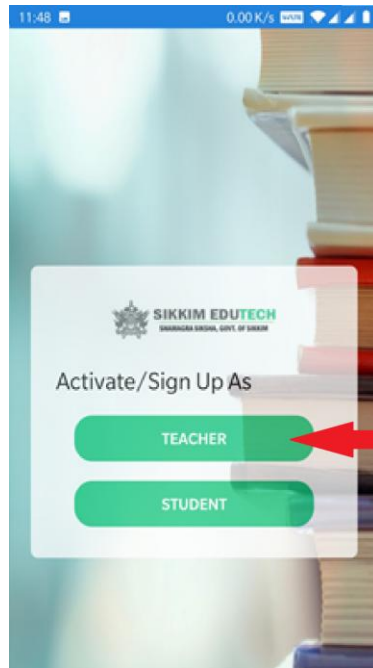 11:48 0.00 K/s
SIKKIM EDUTECH
SAMAGRA SIKSHA, GOVT. OF SIKKIM
Activate/Sign Up As
TEACHER
STUDENT